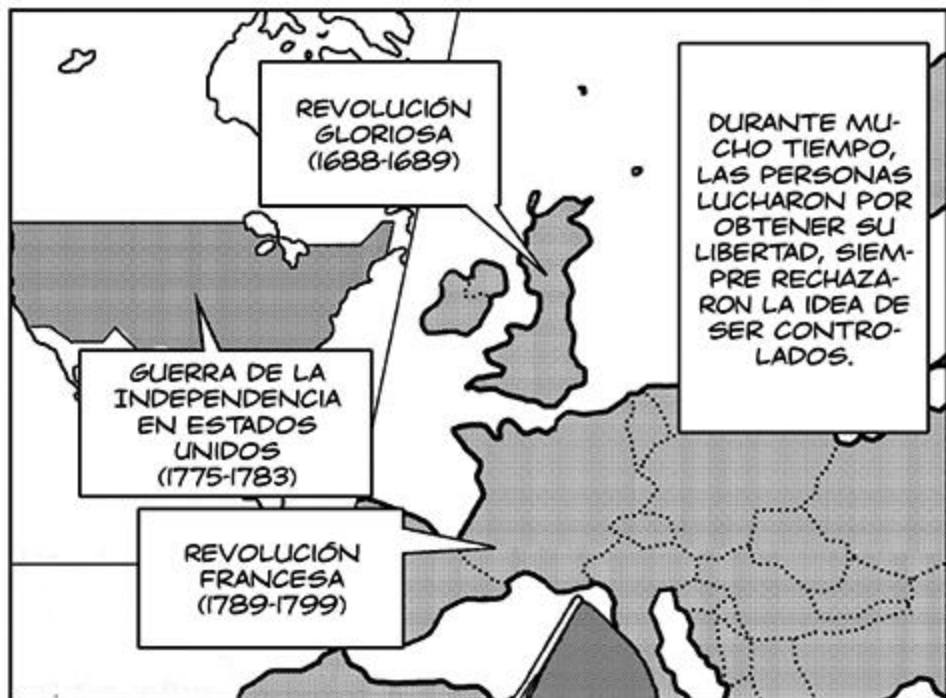 REVOLUCIÓN
GLORIOSA
(1688-1689)
DURANTE MU-
CHO TIEMPO,
LAS PERSONAS
LUCHARON POR
OBTENER SU
LIBERTAD, SIEM-
PRE RECHAZA-
RON LA IDEA DE
SER CONTRO-
LADOS.
GUERRA DE LA
INDEPENDENCIA
EN ESTADOS
UNIDOS
(1775-1783)
REVOLUCIÓN
FRANCESA
(1789-1799)